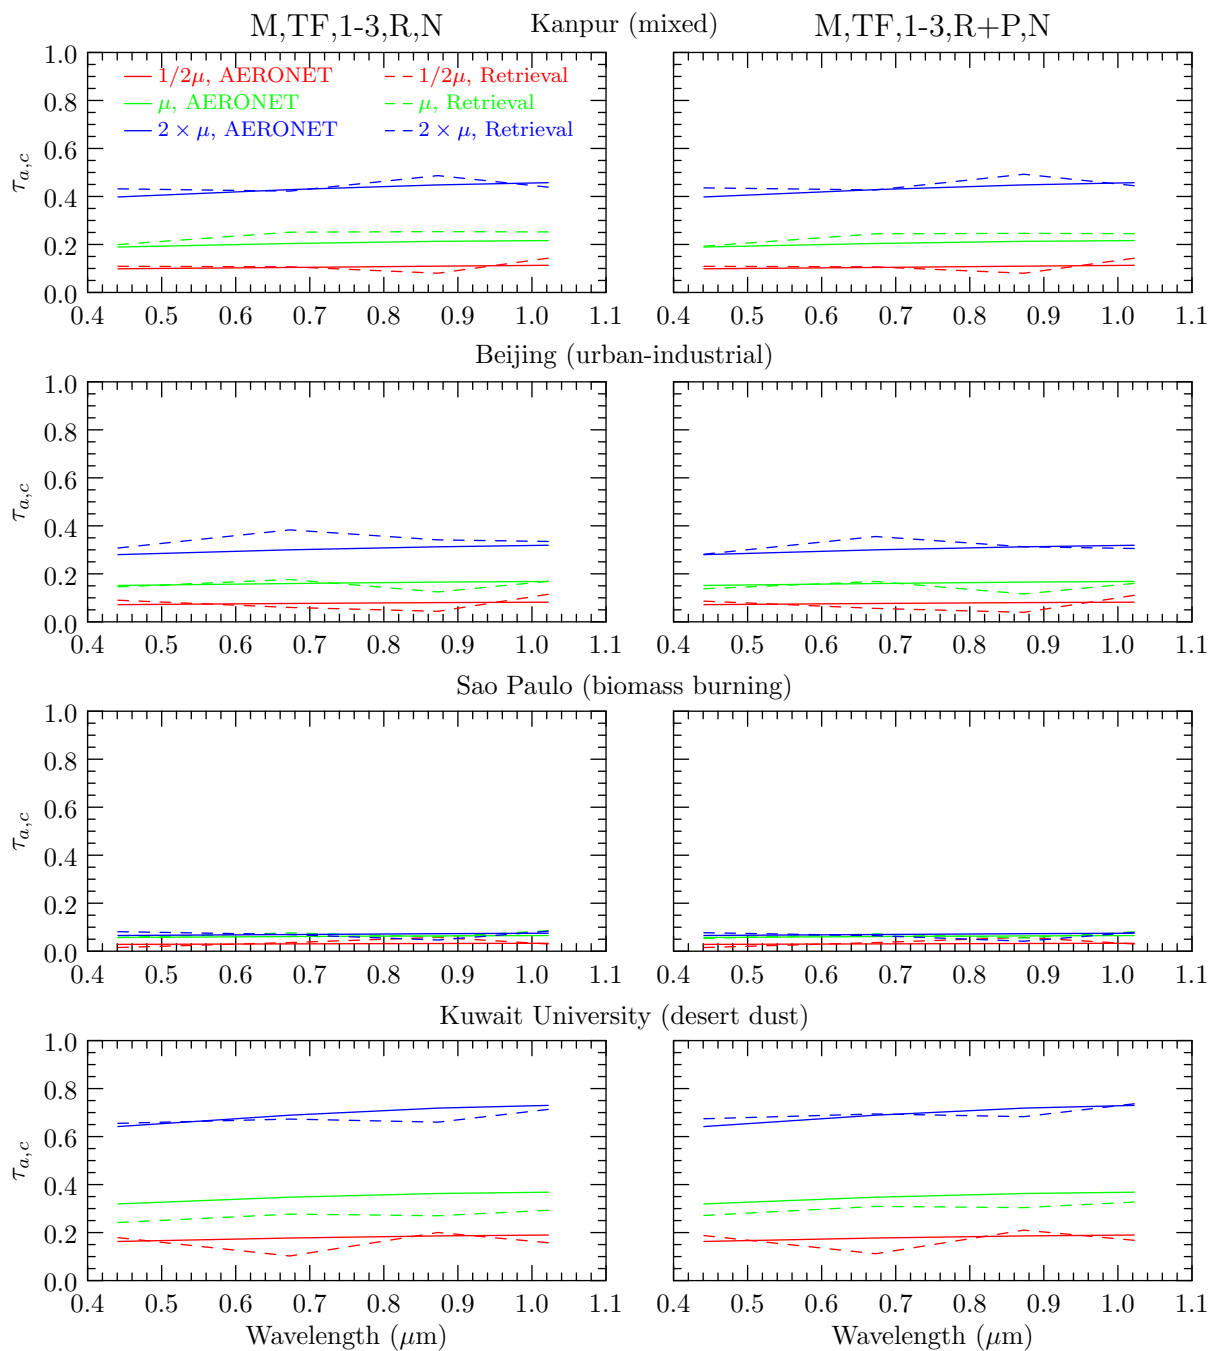 M,TF,1-3,R,N Kanpur (mixed) M,TF,1-3,R+P,N
1/2μ, AERONET 1/2μ, Retrieval
μ, AERONET μ, Retrieval
2 × μ, AERONET 2 × μ, Retrieval
τa,c
1.0
0.8
0.6
0.4
0.2
0.0
0.4 0.5 0.6 0.7 0.8 0.9 1.0 1.1 0.4 0.5 0.6 0.7 0.8 0.9 1.0 1.1
Beijing (urban-industrial)
τa,c
1.0
0.8
0.6
0.4
0.2
0.0
0.4 0.5 0.6 0.7 0.8 0.9 1.0 1.1 0.4 0.5 0.6 0.7 0.8 0.9 1.0 1.1
Sao Paulo (biomass burning)
τa,c
1.0
0.8
0.6
0.4
0.2
0.0
0.4 0.5 0.6 0.7 0.8 0.9 1.0 1.1 0.4 0.5 0.6 0.7 0.8 0.9 1.0 1.1
Kuwait University (desert dust)
τa,c
1.0
0.8
0.6
0.4
0.2
0.0
0.4 0.5 0.6 0.7 0.8 0.9 1.0 1.1 0.4 0.5 0.6 0.7 0.8 0.9 1.0 1.1
Wavelength (μm) Wavelength (μm)